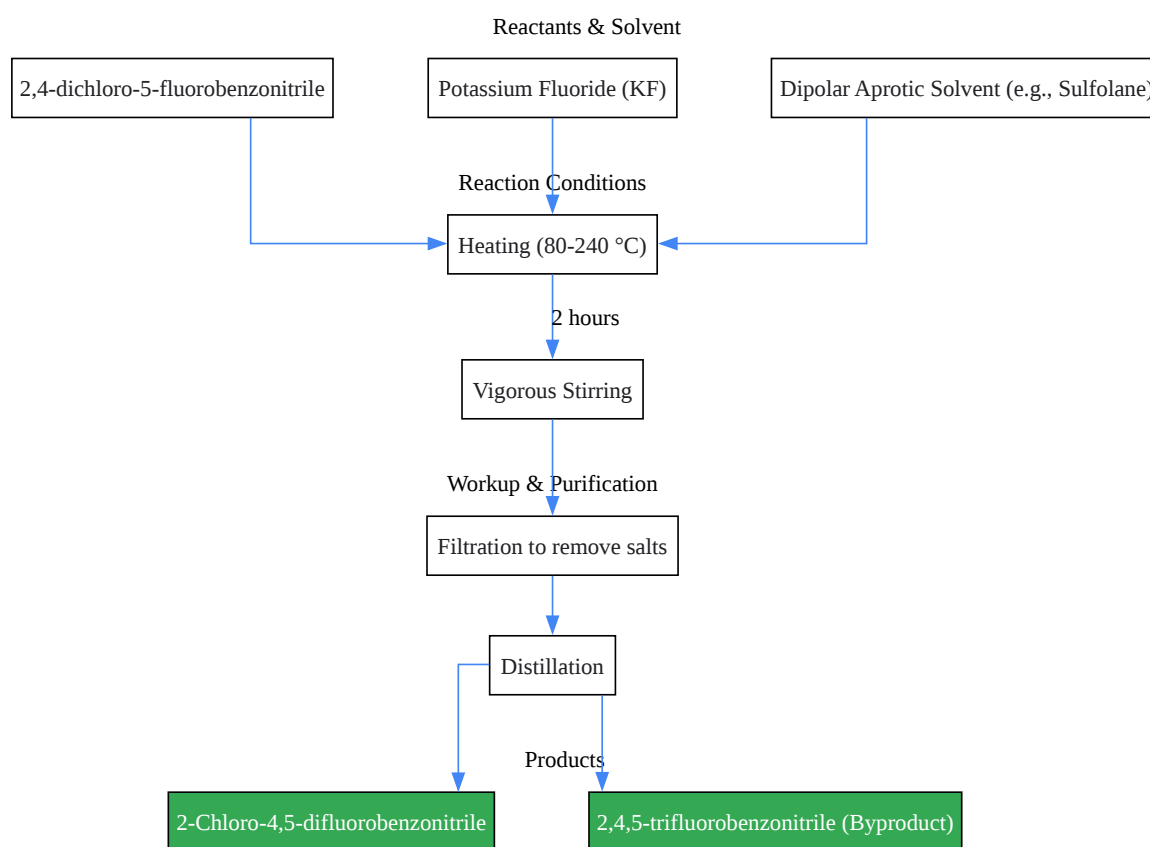 Reactants & Solvent
2,4-dichloro-5-fluorobenzonitrile
Potassium Fluoride (KF)
Dipolar Aprotic Solvent (e.g., Sulfolane)
Reaction Conditions
Heating (80-240 °C)
2 hours
Vigorous Stirring
Workup & Purification
Filtration to remove salts
Distillation
Products
2-Chloro-4,5-difluorobenzonitrile
2,4,5-trifluorobenzonitrile (Byproduct)